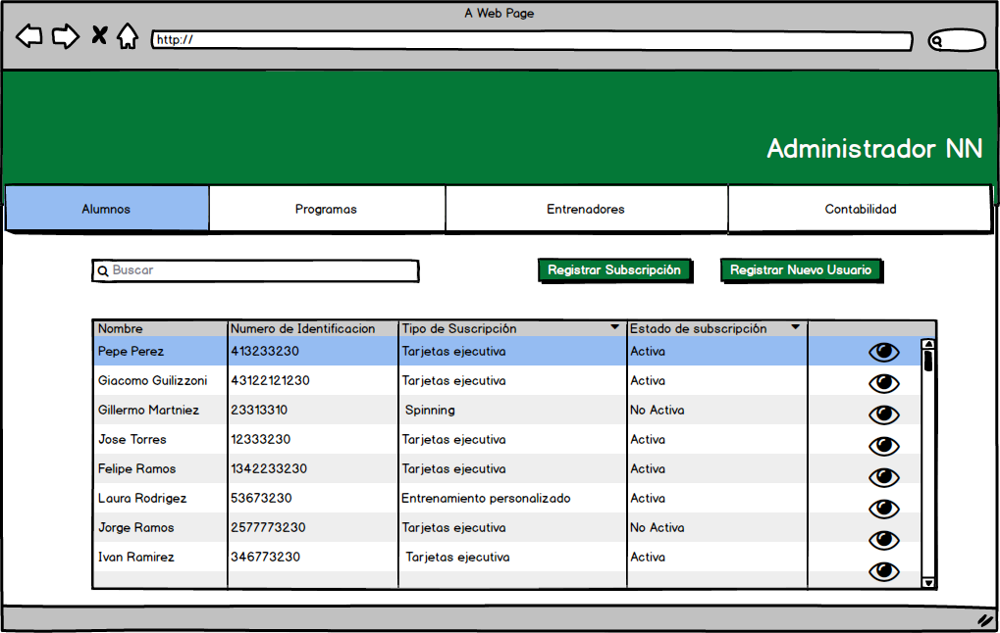 A Web Page
http://
Administrador NN
Alumnos Programas Entrenadores Contabilidad
Buscar Registrar Subscripción Registrar Nuevo Usuario
Nombre Numero de Identificacion Tipo de Suscripción Estado de subscripción
Pepe Perez 413233230 Tarjetas ejecutiva Activa
Giacomo Guilizzoni 43122121230 Tarjetas ejecutiva Activa
Gillermo Martniez 23313310 Spinning No Activa
Jose Torres 12333230 Tarjetas ejecutiva Activa
Felipe Ramos 1342233230 Tarjetas ejecutiva Activa
Laura Rodrigez 53673230 Entrenamiento personalizado Activa
Jorge Ramos 2577773230 Tarjetas ejecutiva No Activa
Ivan Ramirez 346773230 Tarjetas ejecutiva Activa